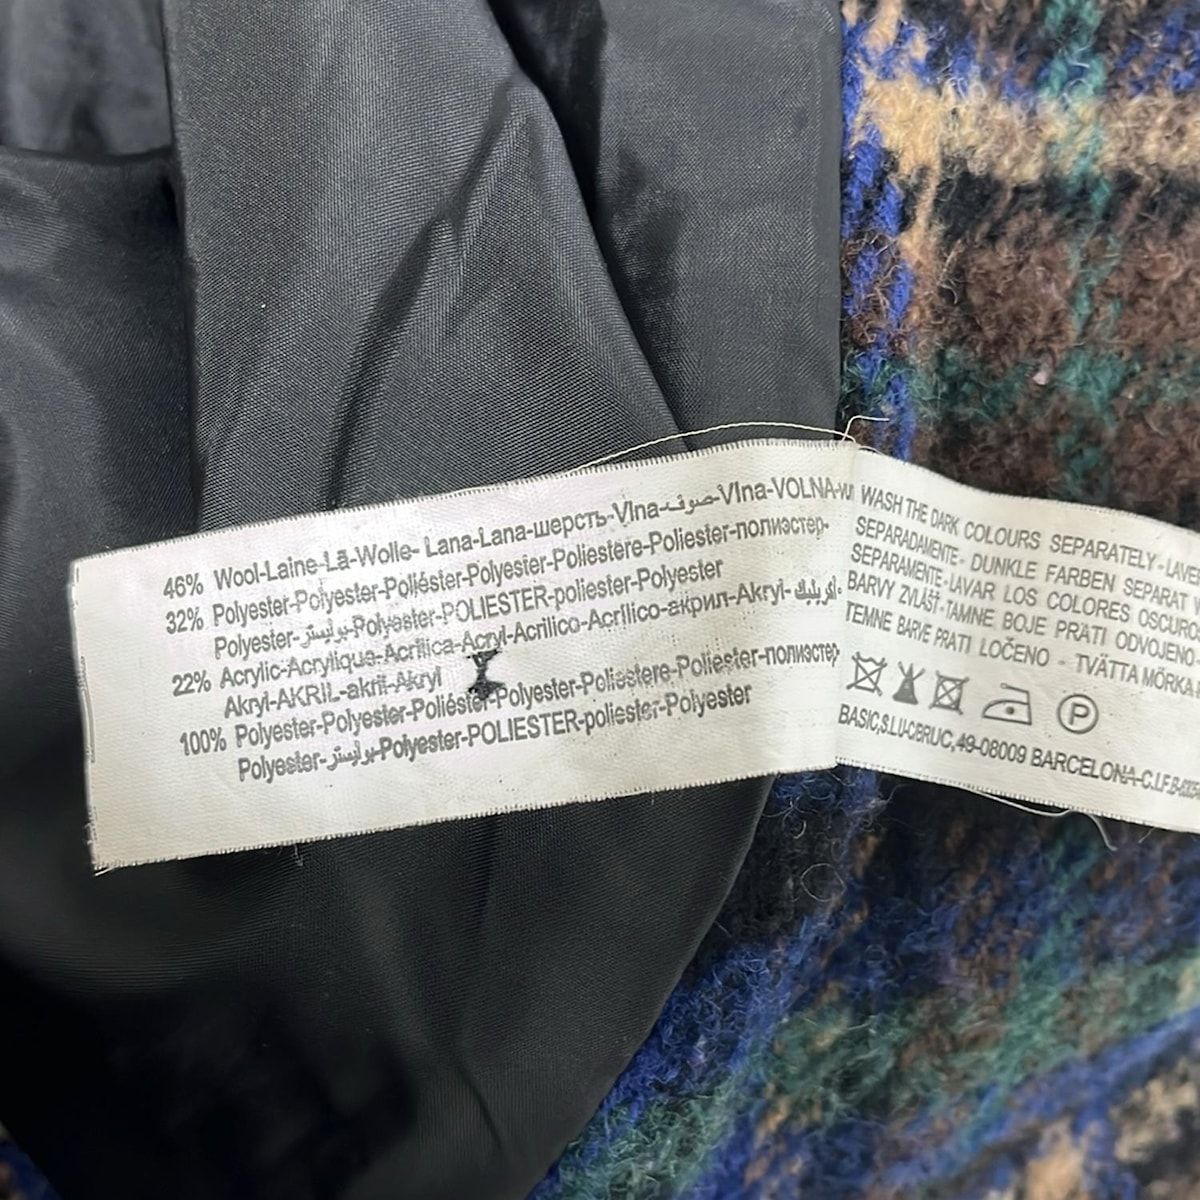 46% Wool-Laine-Lã-Wolle- Lana-Lana-шерсть-Vlna-صوف-Vlna-VOLNA-
32% Polyester-Polyester-Poliéster-Polyester-Poliestere-Poliester-полиэстер-
Polyester-بوليستر-Polyester-POLIESTER-poliester-Polyester
22% Acrylic-Acrylique-Acrílica-Acryl-Acrílico-Acrilico-акрил-Akryl-أكريليك-
Akryl-AKRIL-akril-Akryl
100% Polyester-Polyester-Poliéster-Polyester-Poliestere-Poliester-полиэстер
Polyester-بوليستر-Polyester-POLIESTER-poliester-Polyester
WASH THE DARK COLOURS SEPARATELY-LAVER
SEPARADAMENTE- DUNKLE FARBEN SEPARAT
SEPARAMENTE-LAVAR LOS COLORES OSCUROS
BARVY ZVLÁŠŤ-TAMNE BOJE PRATI ODVOJENO
TEMNE BARVE PRATI LOČENO - TVÄTTA MÖRKA
P
BASIC,S.L.U-C/BRUC,49-08009 BARCELONA-C.I.F.